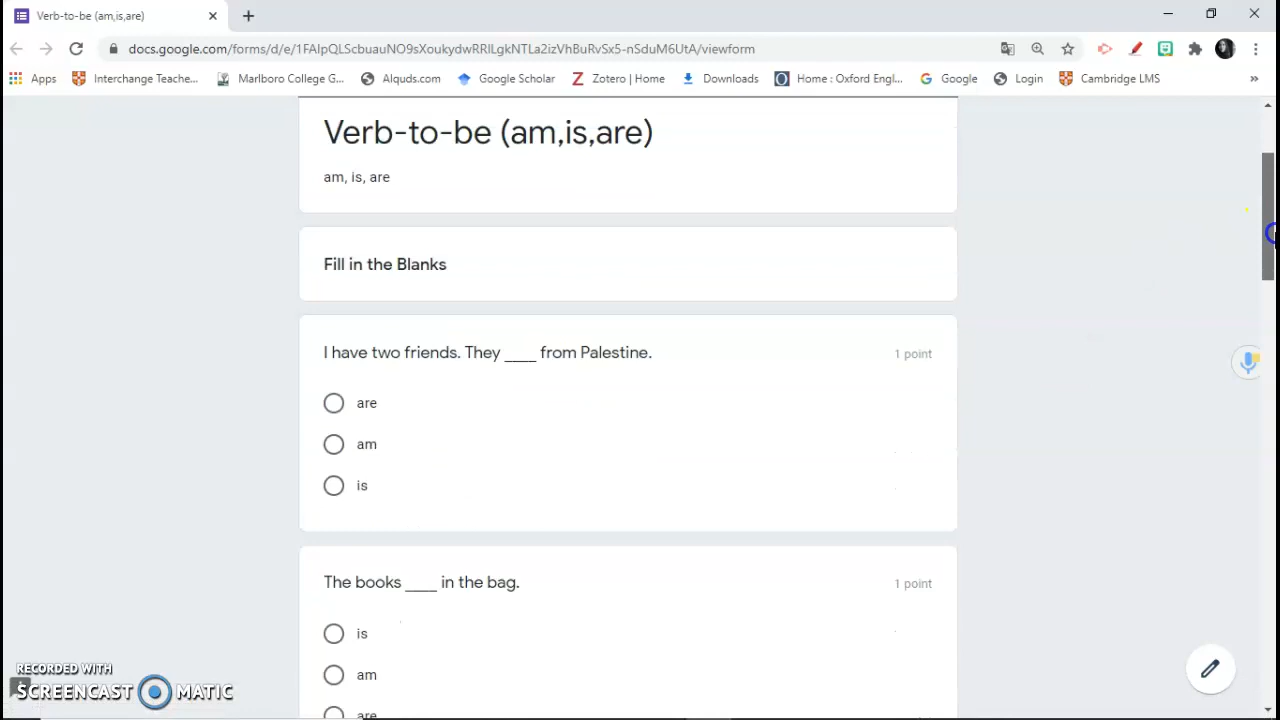 Verb-to-be (am,is,are)
docs.google.com/forms/d/e/1FAIpQLScbuauNO9sXoukydwRRILgkNTLa2izVhBuRvSx5-nSduM6UtA/viewform
Apps Interchange Teache... Marlboro College G... Alquds.com Google Scholar Zotero | Home Downloads Home : Oxford Engl... Google Login Cambridge LMS »
Verb-to-be (am,is,are)
am, is, are
Fill in the Blanks
I have two friends. They ____ from Palestine. 1 point
are
am
is
The books ____ in the bag. 1 point
is
am
are
RECORDED WITH
SCREENCAST MATIC